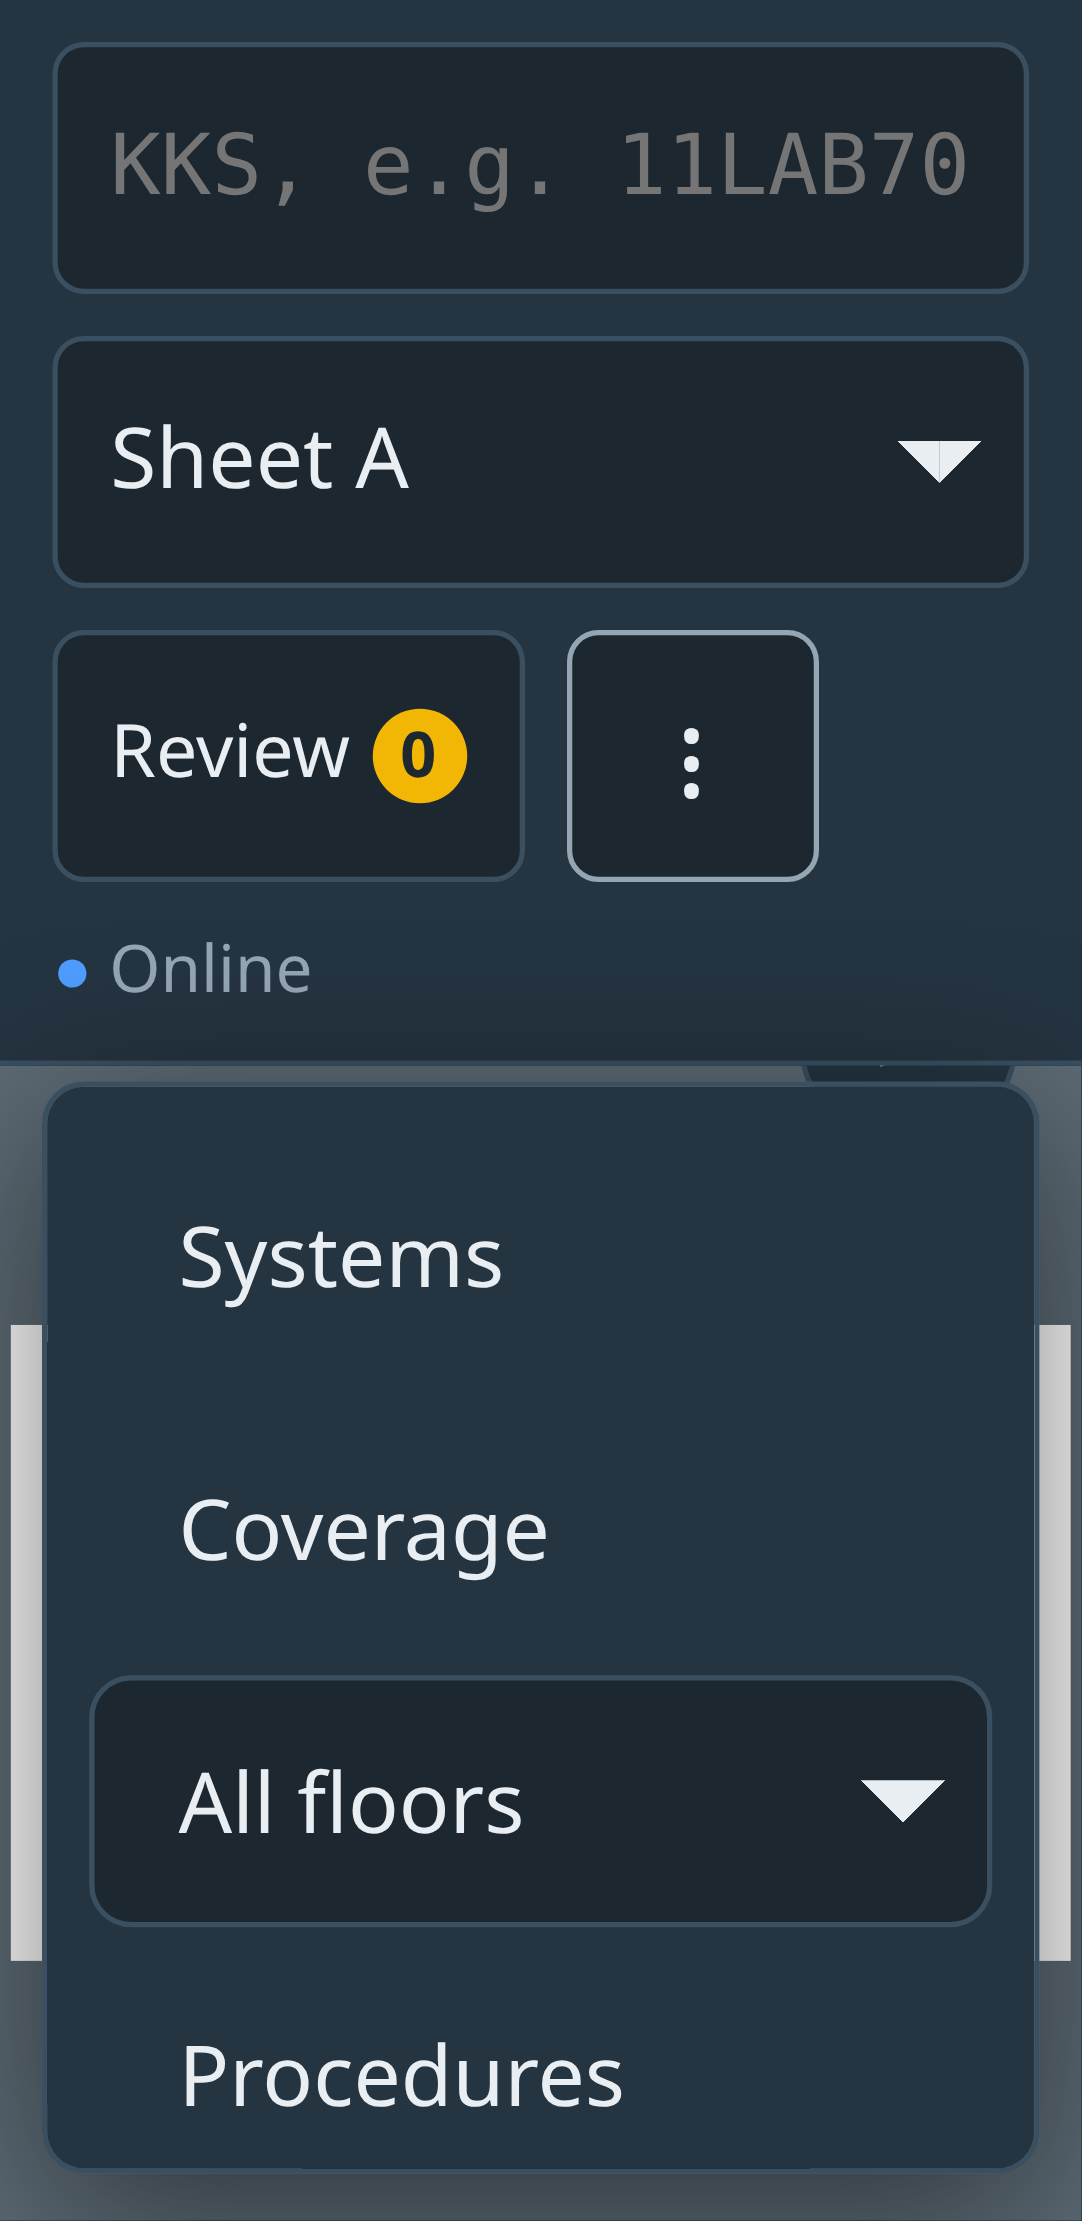 KKS, e.g. 11LAB70
Sheet A
Review 0
Online
Systems
Coverage
All floors
Procedures